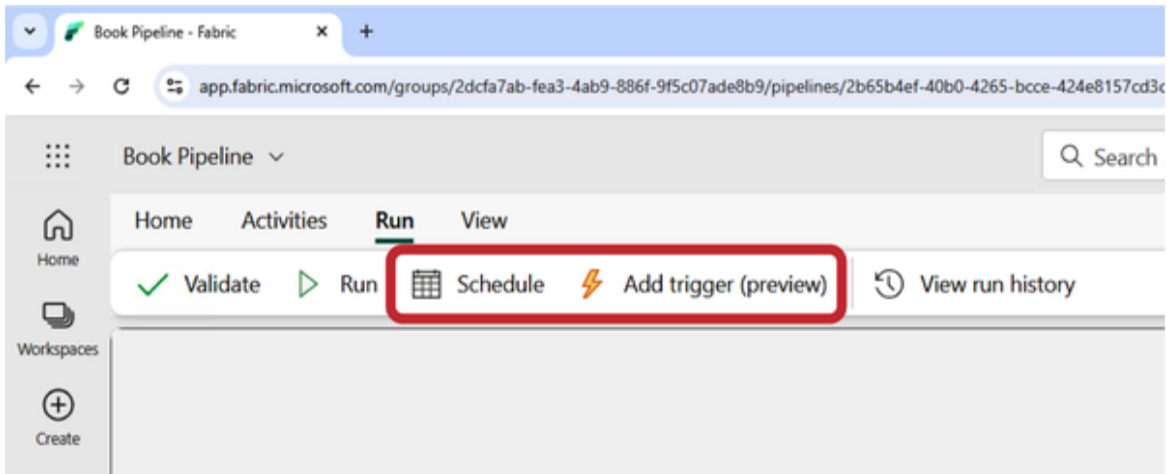 Book Pipeline - Fabric
app.fabric.microsoft.com/groups/2dcfa7ab-fea3-4ab9-886f-9f5c07ade8b9/pipelines/2b65b4ef-40b0-4265-bcce-424e8157cd3c
Book Pipeline
Search
Home Activities Run View
Home
Validate Run Schedule Add trigger (preview) View run history
Workspaces
Create